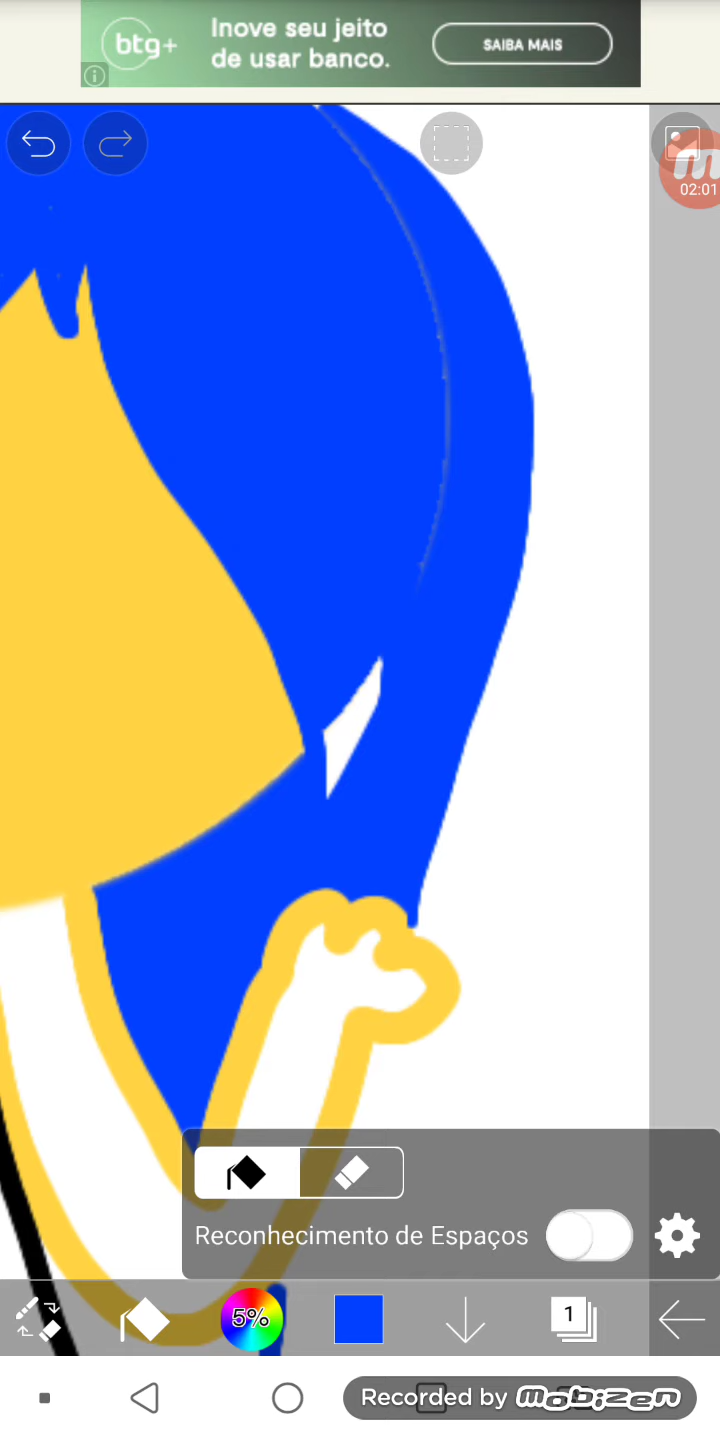 btg+
Inove seu jeito
de usar banco.
SAIBA MAIS
02:01
Reconhecimento de Espaços
5%
1
Recorded by mobizen